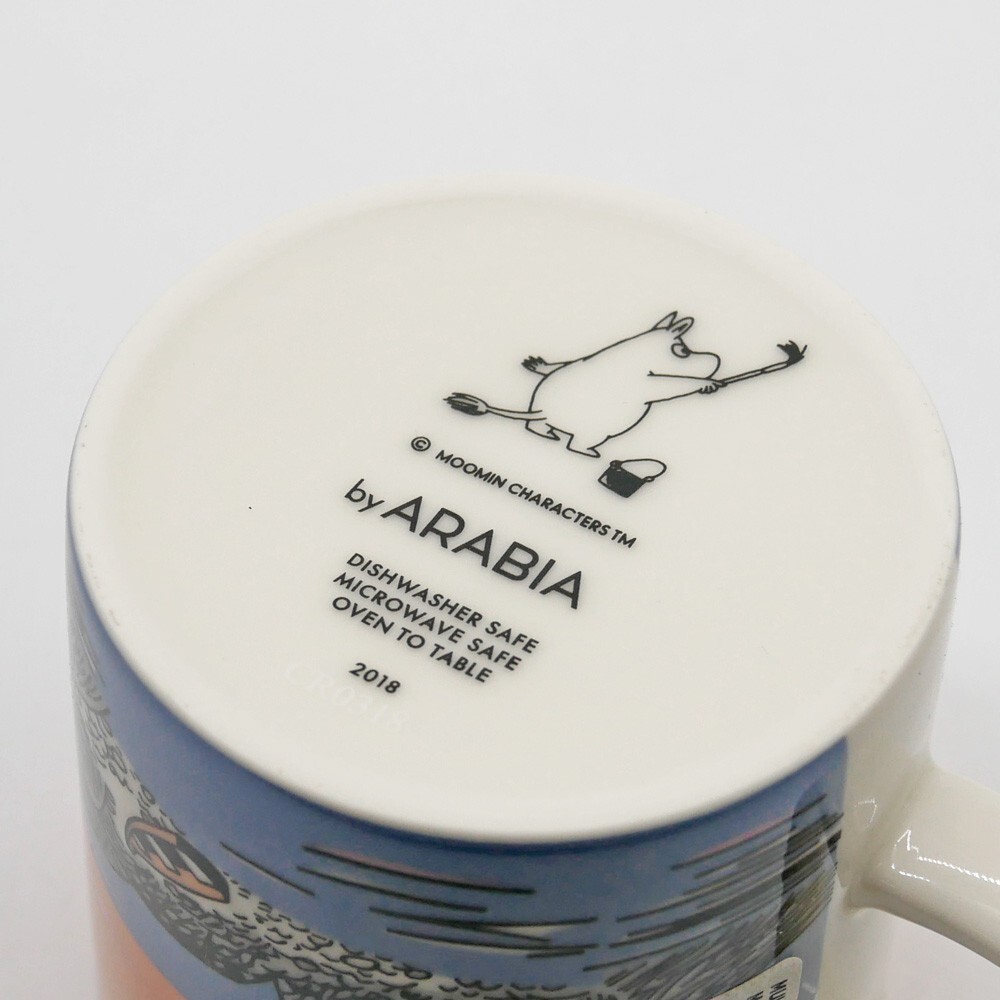 © MOOMIN CHARACTERS TM
by ARABIA
DISHWASHER SAFE
MICROWAVE SAFE
OVEN TO TABLE
2018